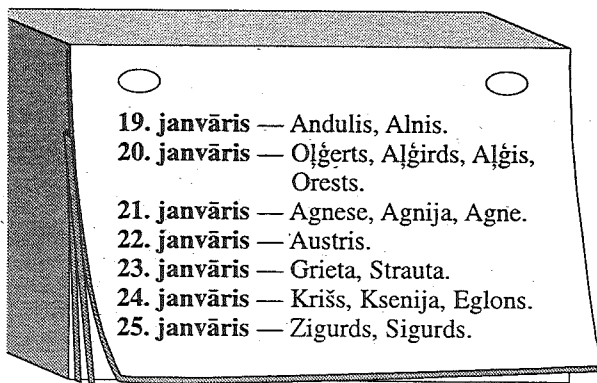 19. janvāris — Andulis, Alnis.
20. janvāris — Oļģerts, Aļģirds, Aļģis,
Orests.
21. janvāris — Agnese, Agnija, Agne.
22. janvāris — Austris.
23. janvāris — Grieta, Strauta.
24. janvāris — Krišs, Ksenija, Eglons.
25. janvāris — Zigurds, Sigurds.